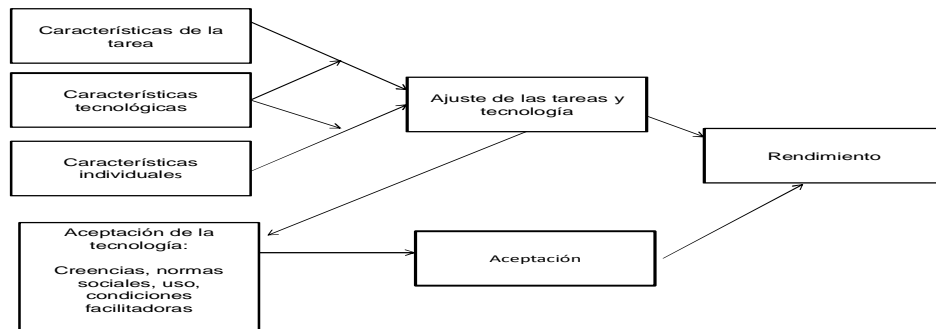 Características de la
tarea
Características
tecnológicas
Características
individuales
Ajuste de las tareas y
tecnología
Rendimiento
Aceptación de la
tecnología:
Creencias, normas
sociales, uso,
condiciones
facilitadoras
Aceptación